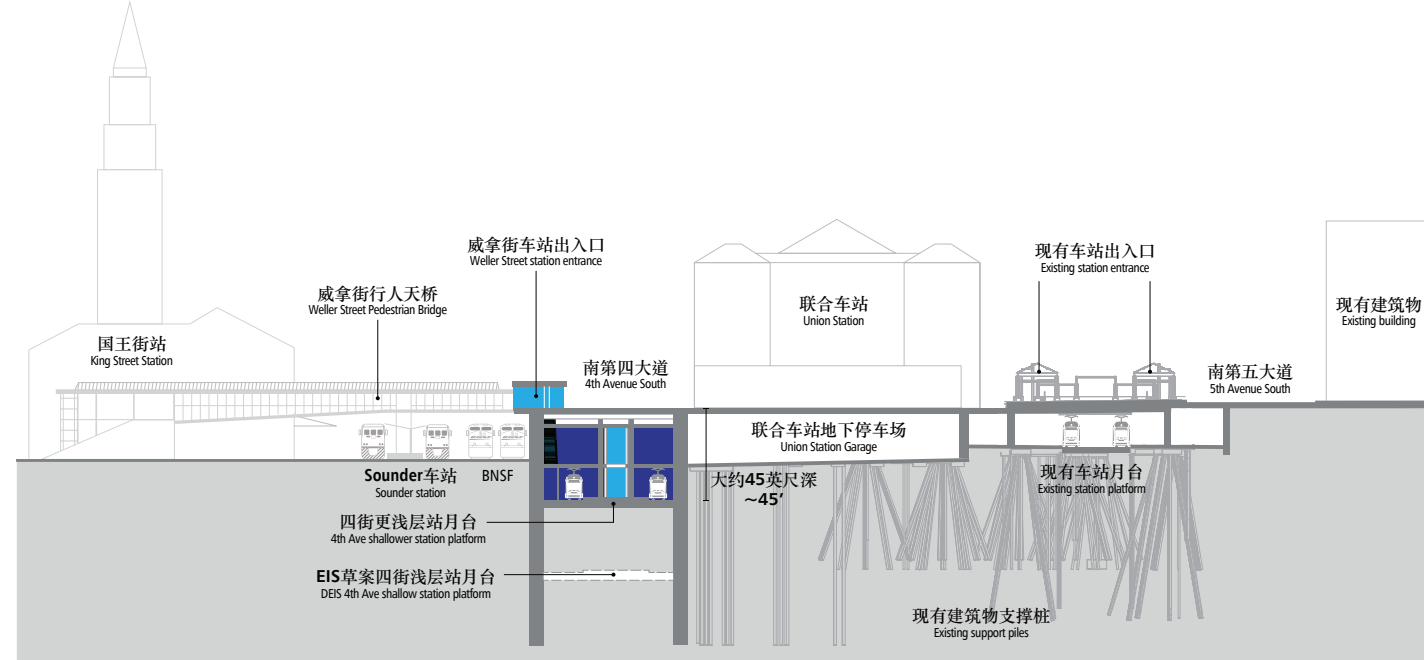 威拿街车站出入口
Weller Street station entrance
现有车站出入口
Existing station entrance
威拿街行人天桥
Weller Street Pedestrian Bridge
联合车站
Union Station
现有建筑物
Existing building
国王街站
King Street Station
南第四大道
4th Avenue South
南第五大道
5th Avenue South
联合车站地下停车场
Union Station Garage
Sounder车站
Sounder station
BNSF
大约45英尺深
~45’
现有车站月台
Existing station platform
四街更浅层站月台
4th Ave shallower station platform
EIS草案四街浅层站月台
DEIS 4th Ave shallow station platform
现有建筑物支撑桩
Existing support piles